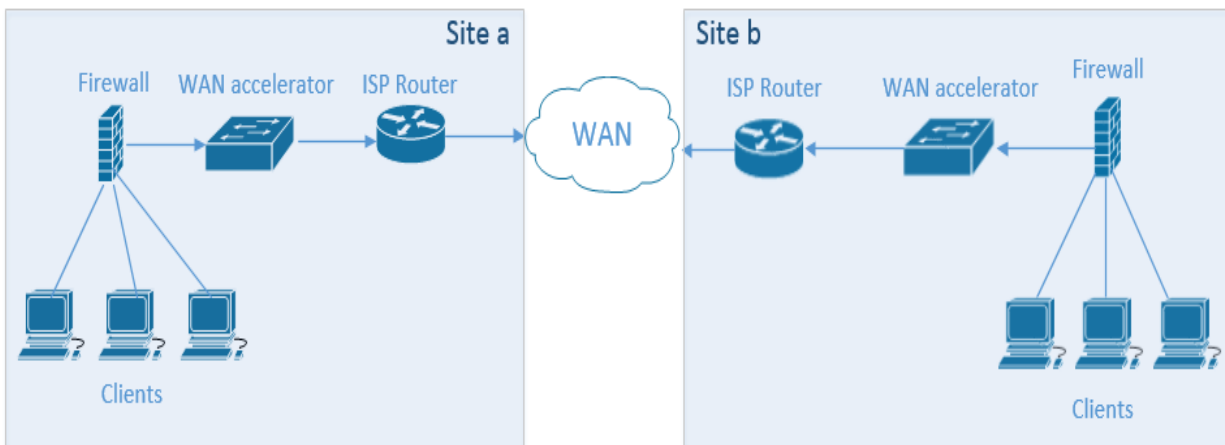 Site a
Firewall
WAN accelerator
ISP Router
Clients
WAN
Site b
ISP Router
WAN accelerator
Firewall
Clients